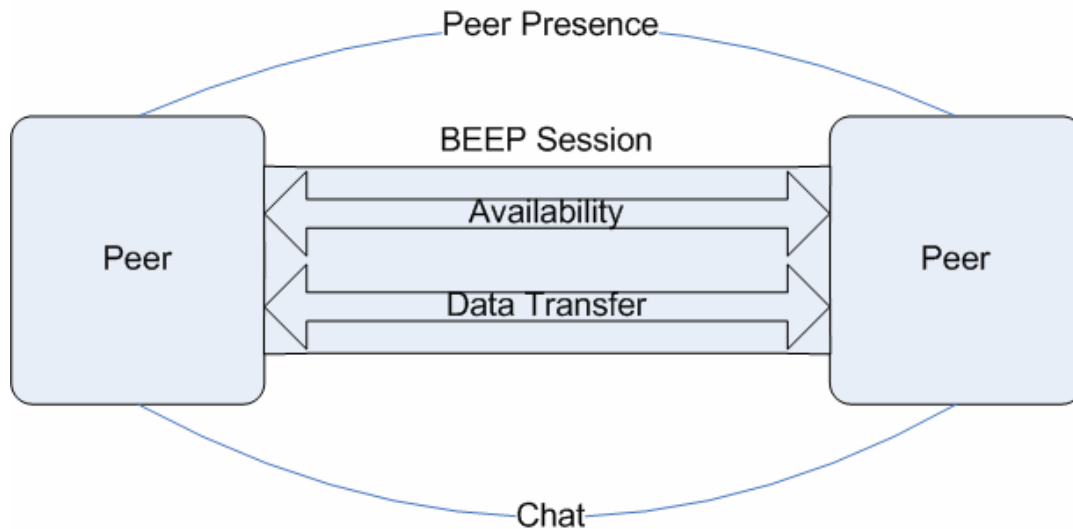 Peer Presence
BEEP Session
Availability
Peer
Peer
Data Transfer
Chat